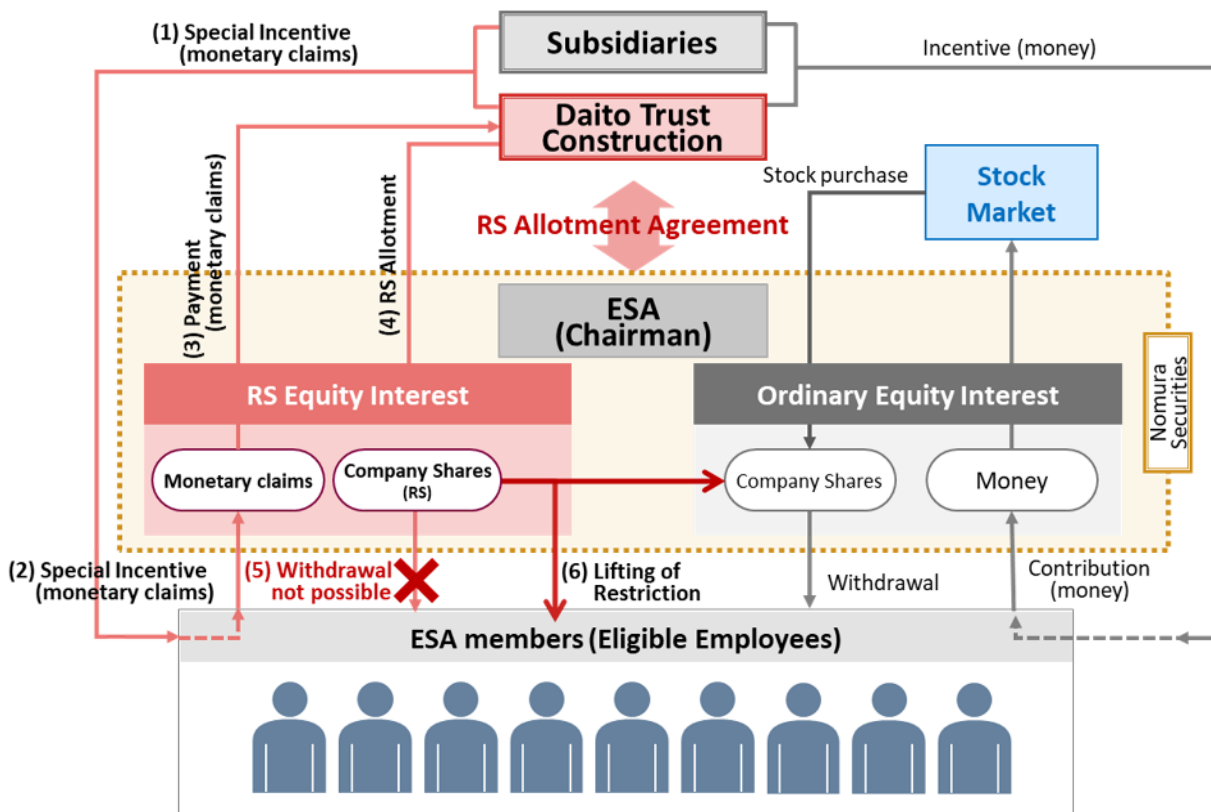 (1) Special Incentive
(monetary claims)
Subsidiaries
Incentive (money)
Daito Trust
Construction
Stock purchase
Stock
Market
RS Allotment Agreement
(3) Payment
(monetary claims)
(4) RS Allotment
ESA
(Chairman)
Nomura
Securities
RS Equity Interest
Ordinary Equity Interest
Monetary claims
Company Shares
(RS)
Company Shares
Money
(2) Special Incentive
(monetary claims)
(5) Withdrawal
not possible
(6) Lifting of
Restriction
Withdrawal
Contribution
(money)
ESA members (Eligible Employees)